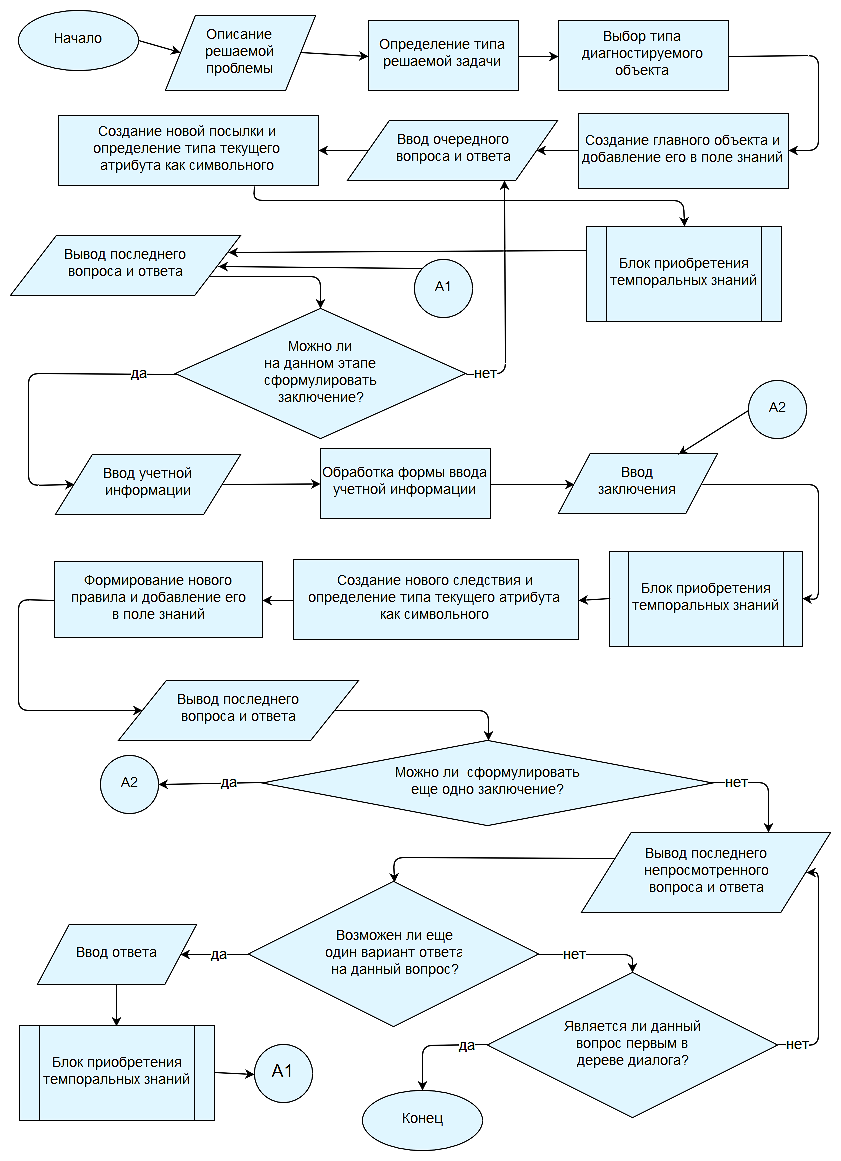 Начало
Описание
решаемой
проблемы
Определение типа
решаемой задачи
Выбор типа
диагностируемого
объекта
Создание новой посылки и
определение типа текущего
атрибута как символьного
Ввод очередного
вопроса и ответа
Создание главного объекта и
добавление его в поле знаний
Вывод последнего
вопроса и ответа
А1
Блок приобретения
темпоральных знаний
Можно ли
на данном этапе
сформулировать
заключение?
да
нет
А2
Ввод учетной
информации
Обработка формы ввода
учетной информации
Ввод
заключения
Формирование нового
правила и добавление его
в поле знаний
Создание нового следствия и
определение типа текущего атрибута
как символьного
Блок приобретения
темпоральных знаний
Вывод последнего
вопроса и ответа
А2
да
Можно ли сформулировать
еще одно заключение?
нет
Вывод последнего
непросмотренного
вопроса и ответа
Ввод ответа
да
Возможен ли еще
один вариант ответа
на данный вопрос?
нет
Является ли данный
вопрос первым в
дереве диалога?
да
нет
Блок приобретения
темпоральных знаний
А1
Конец